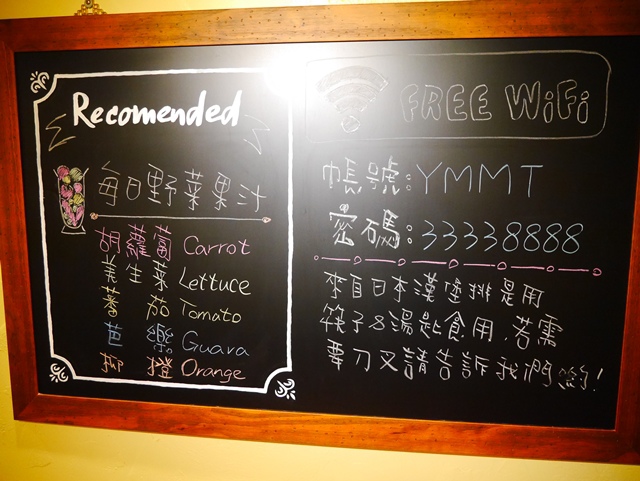 Recomended
每日野菜果汁
胡蘿蔔 Carrot
美生菜 Lettuce
蕃茄 Tomato
芭樂 Guava
柳橙 Orange
FREE WiFi
帳號:YMMT
密碼:33338888
來自日本漢堡排是用
筷子&湯匙食用,若需
要刀叉請告訴我們喲!